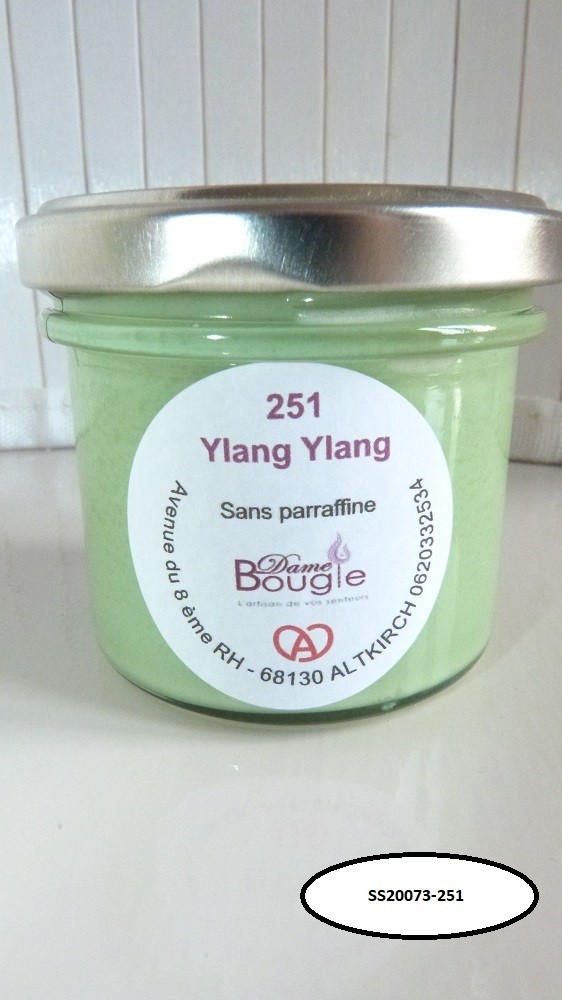 251
Ylang Ylang
Sans parraffine
Dame
Bougie
L'artisan de vos senteurs
Avenue du 8 ème RH - 68130 ALTKIRCH 0620332534
SS20073-251